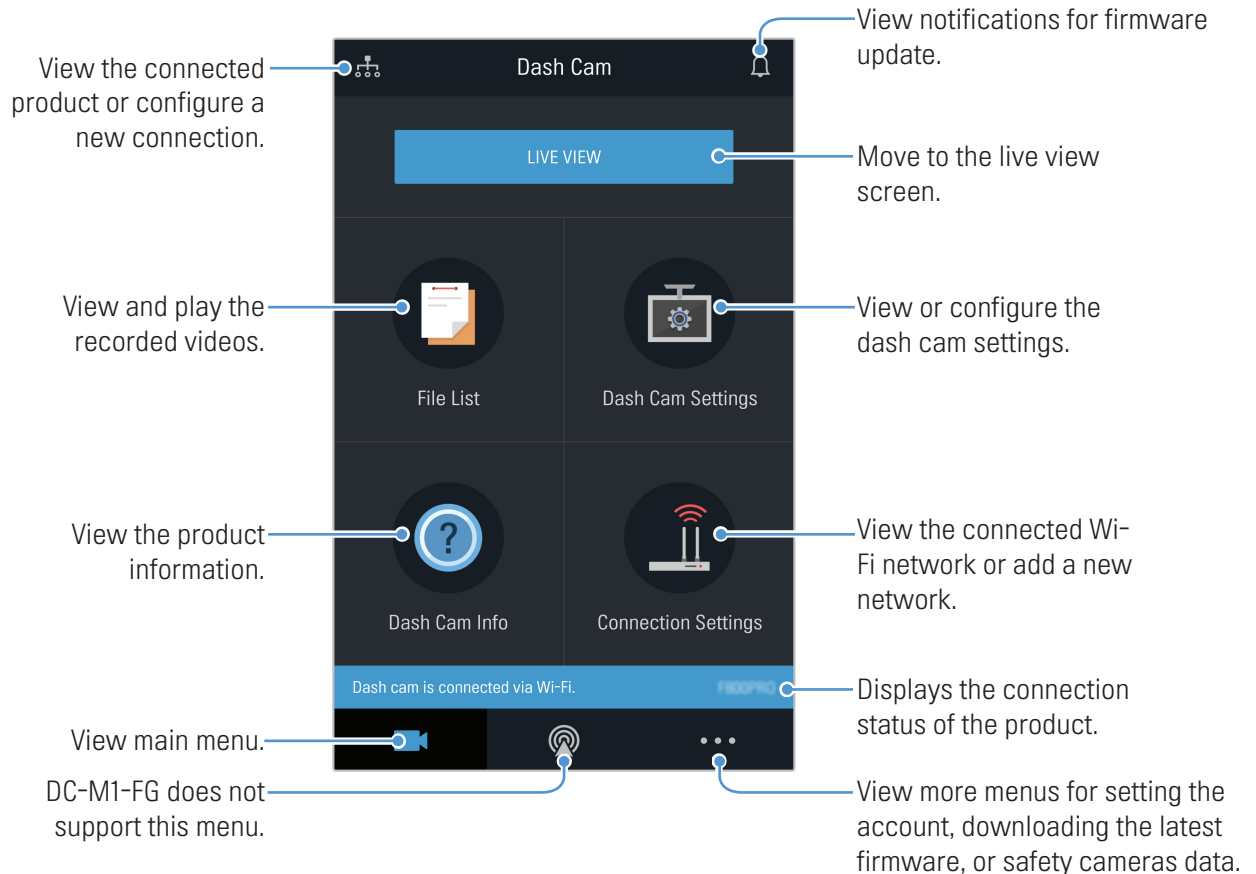 View notifications for firmware
update.
View the connected
product or configure a
new connection.
Dash Cam
LIVE VIEW
Move to the live view
screen.
View and play the
recorded videos.
File List
Dash Cam Settings
View or configure the
dash cam settings.
View the product
information.
?
Dash Cam Info
Connection Settings
View the connected Wi-
Fi network or add a new
network.
Dash cam is connected via Wi-Fi.
F800PRO
Displays the connection
status of the product.
View main menu.
DC-M1-FG does not
support this menu.
View more menus for setting the
account, downloading the latest
firmware, or safety cameras data.